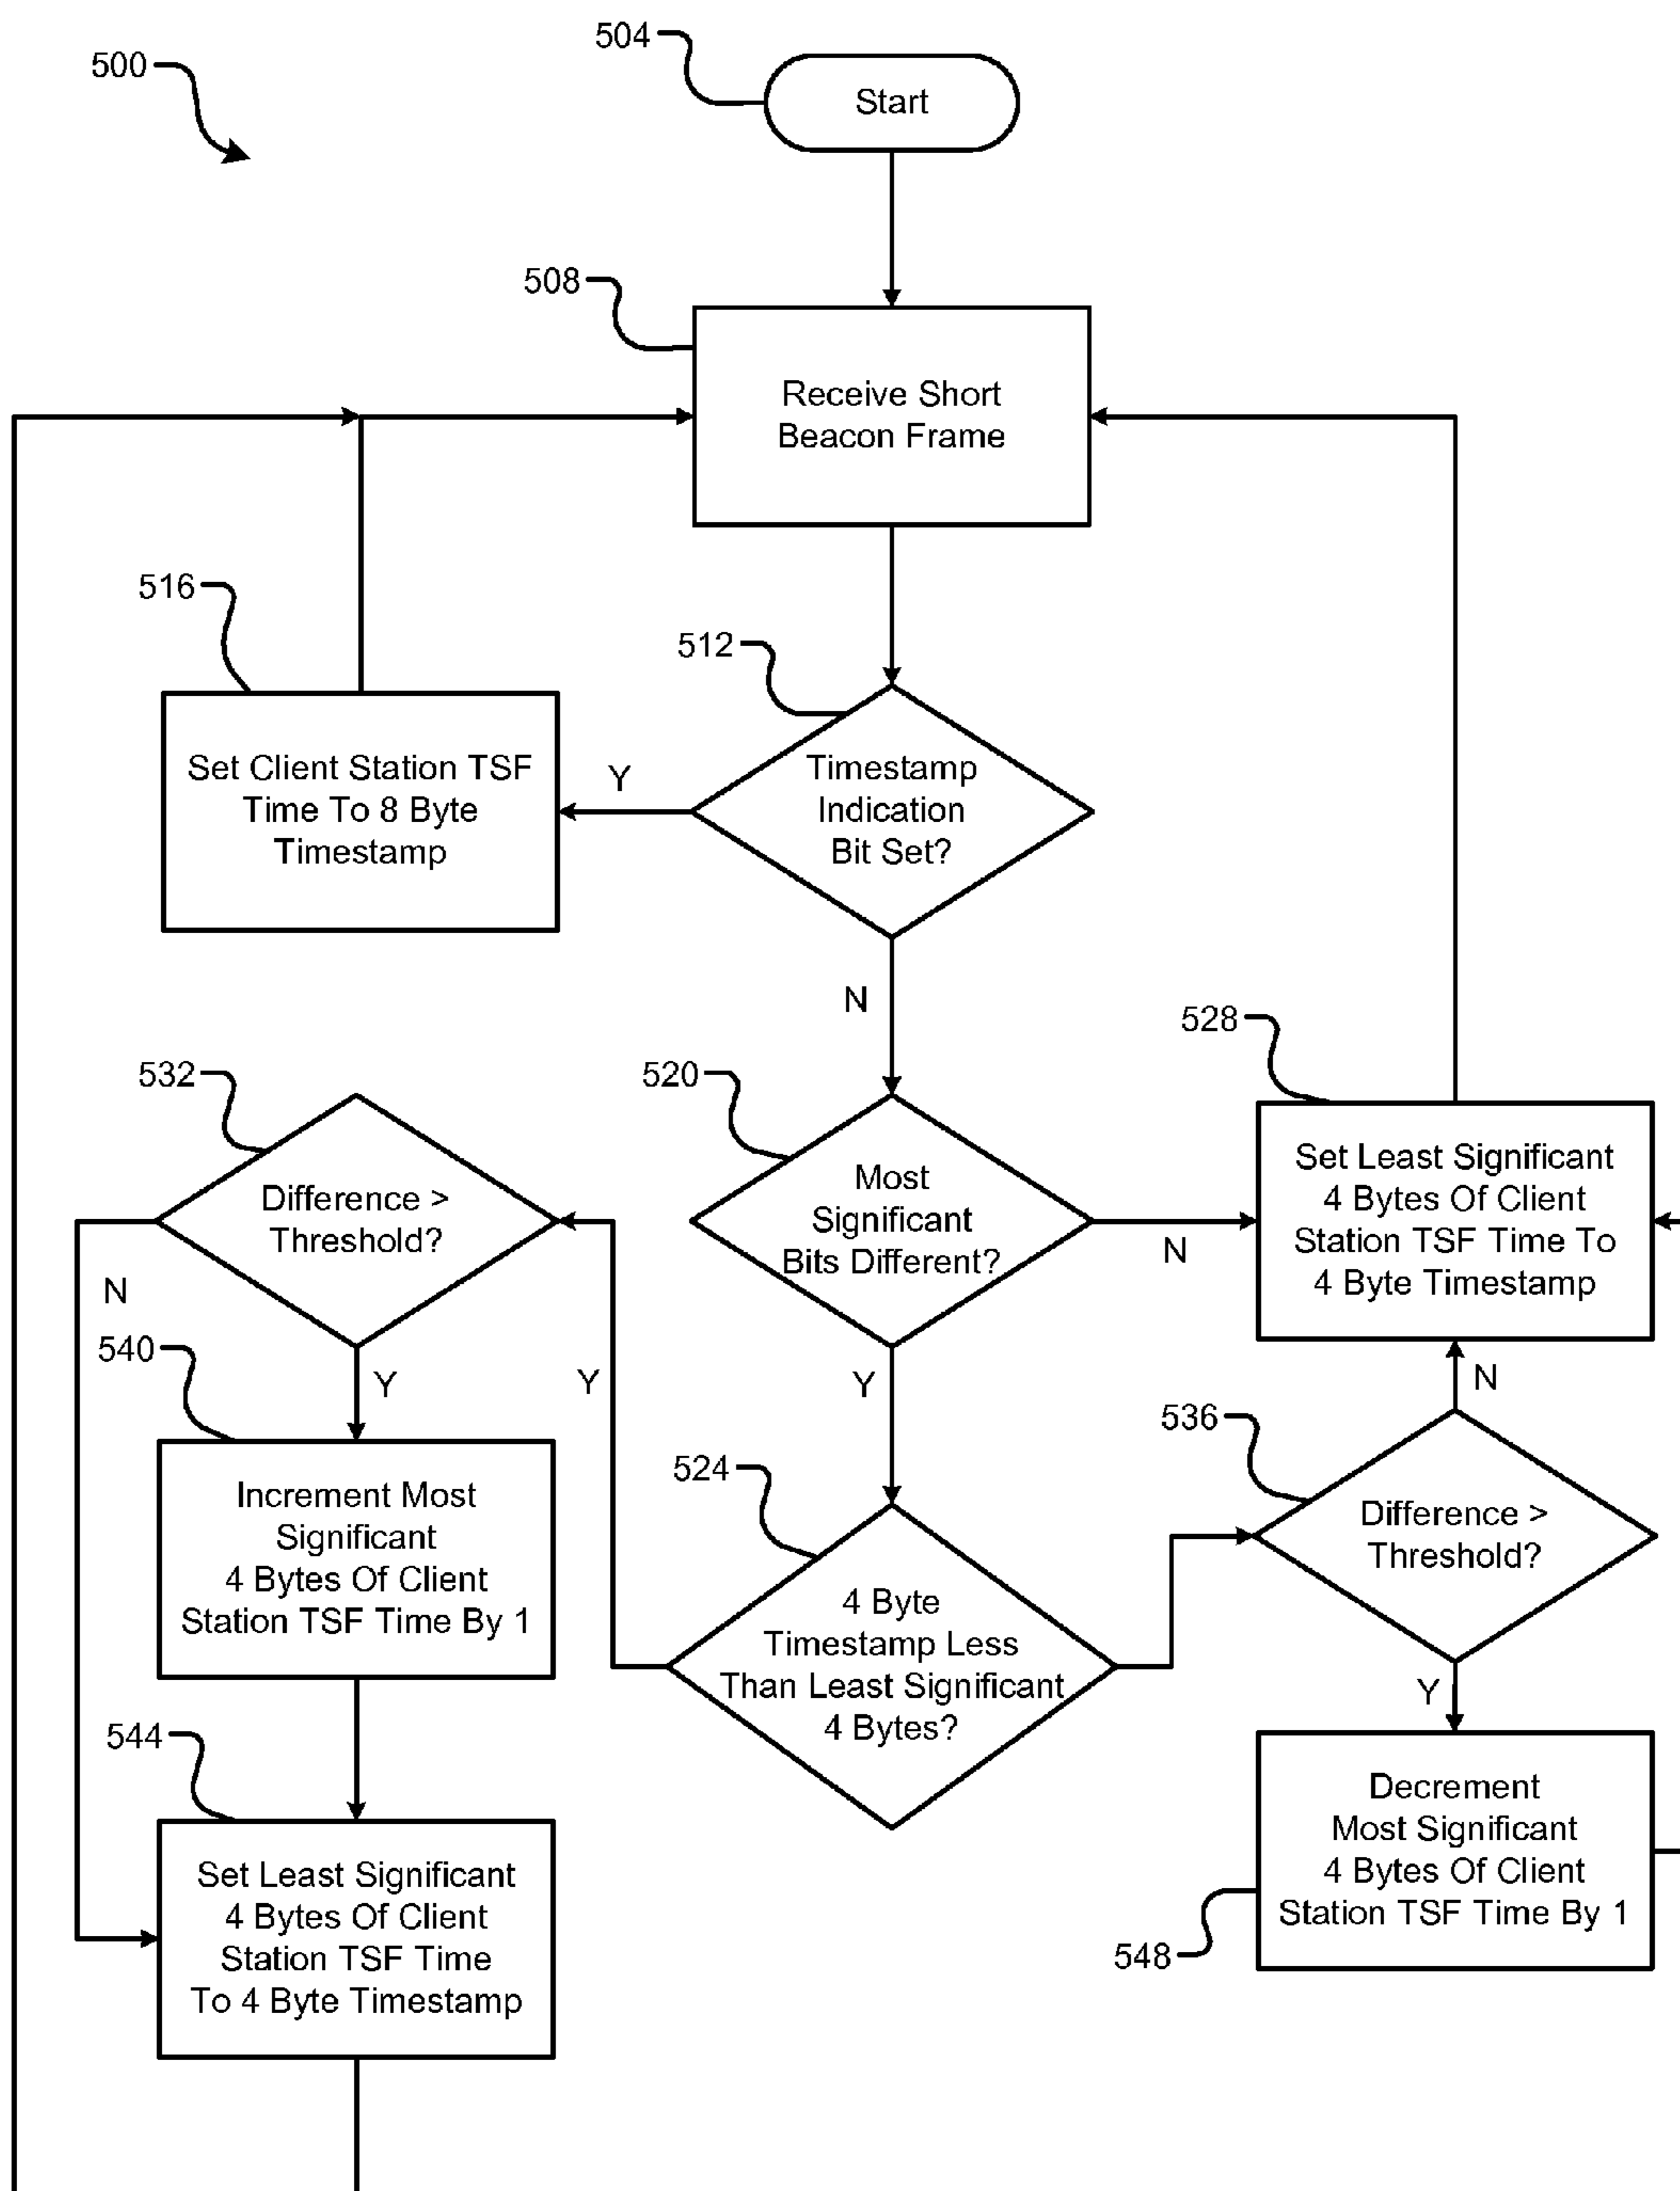 504
500
Start
508
Receive Short
Beacon Frame
516
512
Set Client Station TSF
Time To 8 Byte
Timestamp
Y
Timestamp
Indication
Bit Set?
N
528
532
520
Difference >
Threshold?
Most
Significant
Bits Different?
Set Least Significant
4 Bytes Of Client
Station TSF Time To
4 Byte Timestamp
N
N
540
Y
Y
Y
N
536
524
Increment Most
Significant
4 Bytes Of Client
Station TSF Time By 1
4 Byte
Timestamp Less
Than Least Significant
4 Bytes?
Difference >
Threshold?
Y
544
Set Least Significant
4 Bytes Of Client
Station TSF Time
To 4 Byte Timestamp
Decrement
Most Significant
4 Bytes Of Client
Station TSF Time By 1
548